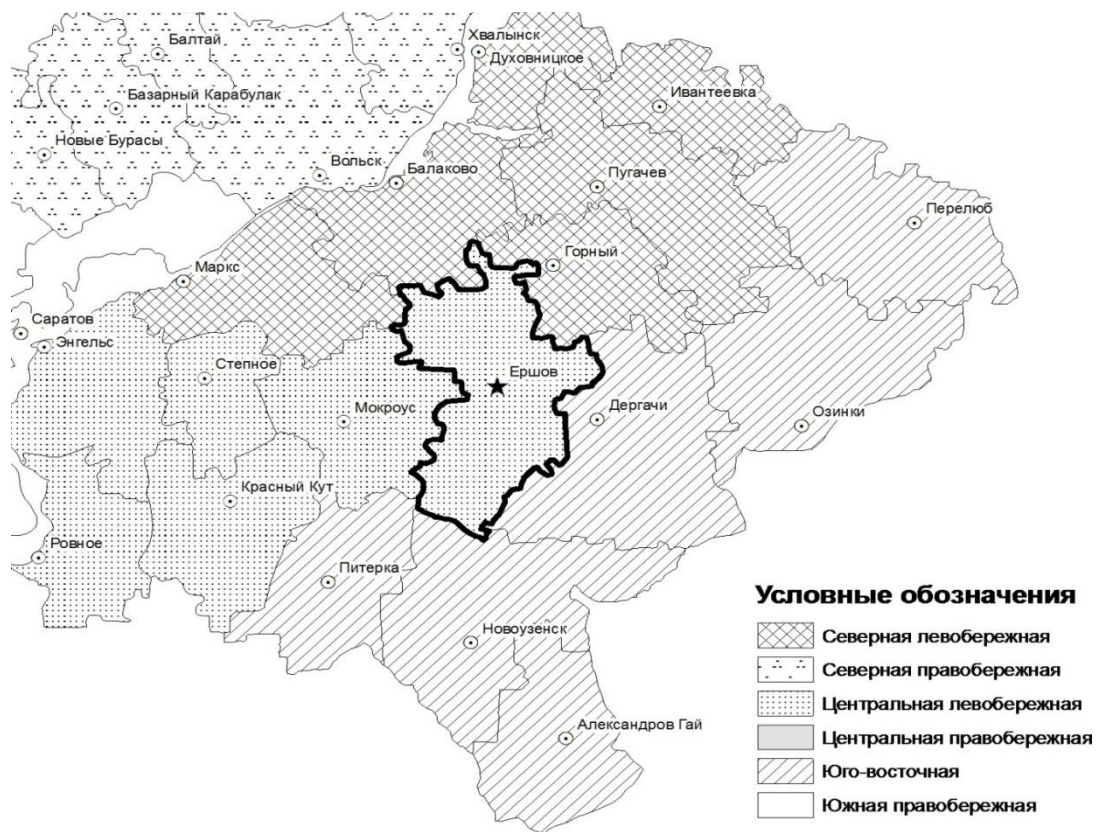 Хвалынск
Балтай
Духовницкое
Ивантеевка
Базарный Карабулак
Новые Бурасы
Вольск
Балаково
Пугачев
Перелюб
Горный
Маркс
Саратов
Энгельс
Степное
Ершов
Мокроус
Дергачи
Озинки
Красный Кут
Ровное
Питерка
Новоузенск
Александров Гай
Условные обозначения
Северная левобережная
Северная правобережная
Центральная левобережная
Центральная правобережная
Юго-восточная
Южная правобережная